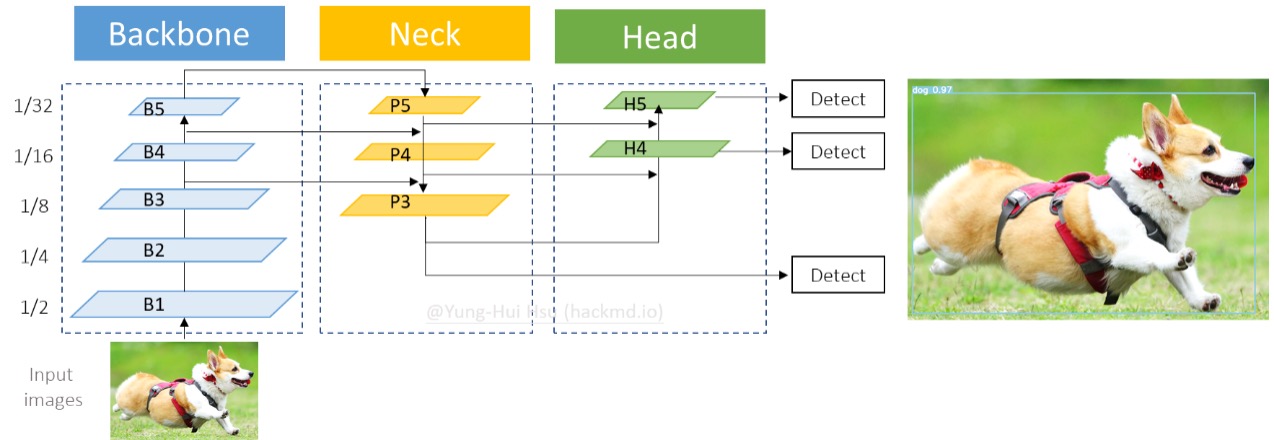 Backbone
Neck
Head
1/32
B5
P5
H5
Detect
1/16
B4
P4
H4
Detect
1/8
B3
P3
1/4
B2
Detect
1/2
B1
@Yung-Hui Hsu (hackmd.io)
Input
images
dog 0.97